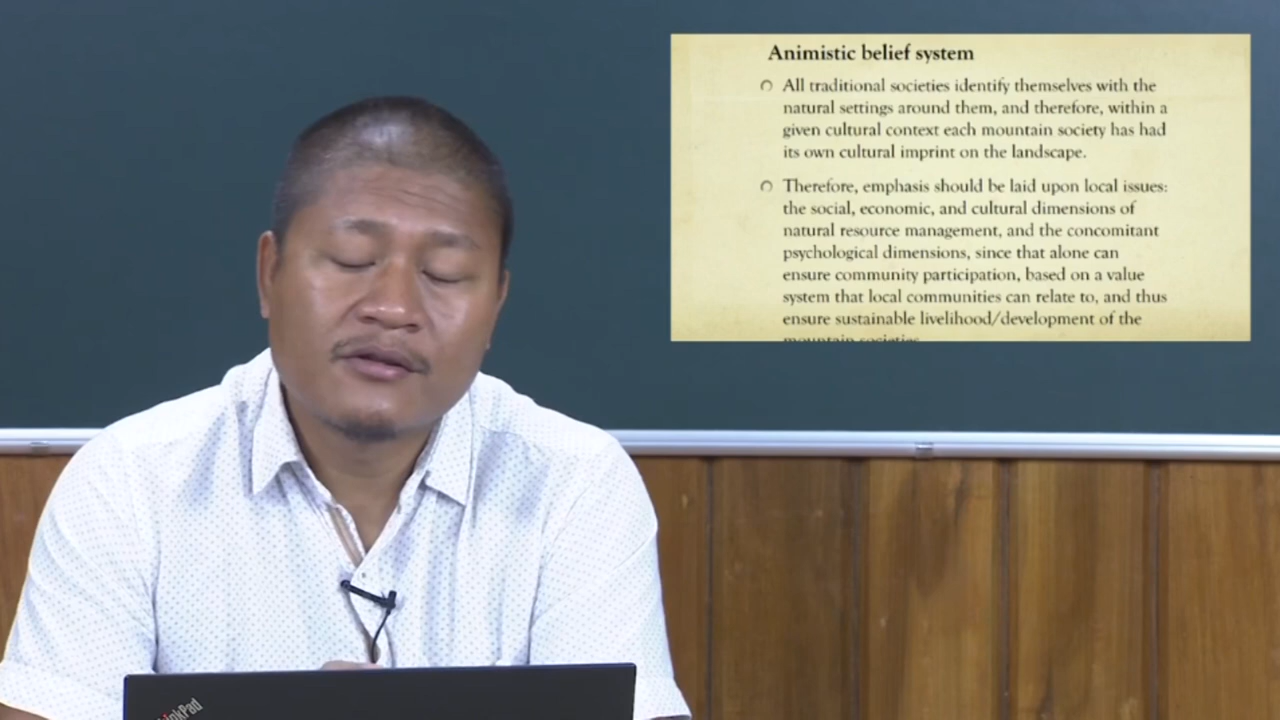 Animistic belief system
All traditional societies identify themselves with the
natural settings around them, and therefore, within a
given cultural context each mountain society has had
its own cultural imprint on the landscape.
Therefore, emphasis should be laid upon local issues:
the social, economic, and cultural dimensions of
natural resource management, and the concomitant
psychological dimensions, since that alone can
ensure community participation, based on a value
system that local communities can relate to, and thus
ensure sustainable livelihood/development of the
mountain societies
ThinkPad